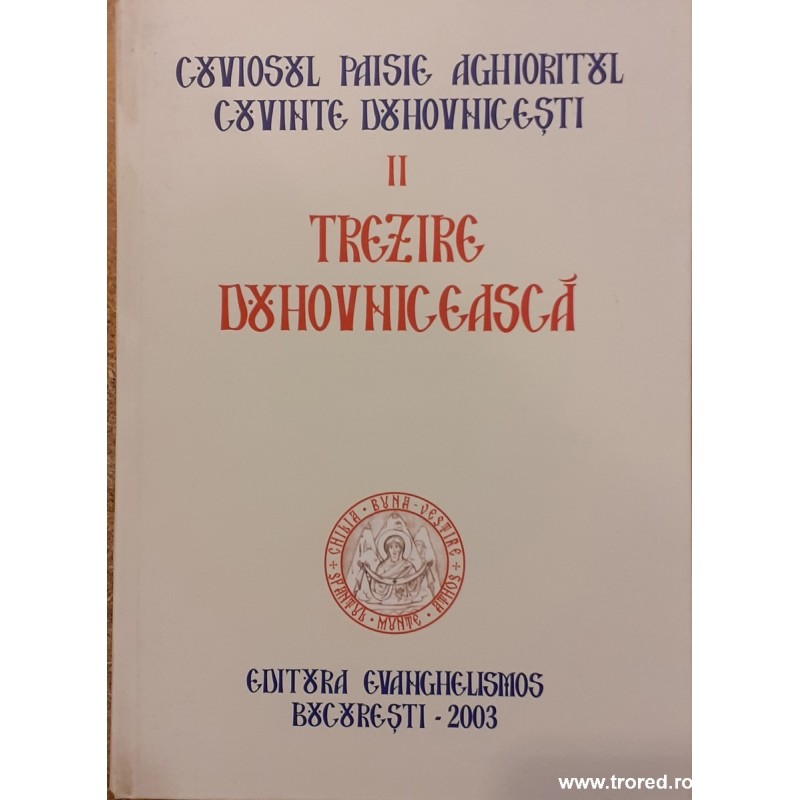 CUVIOSUL PAISIE AGHIORITUL
CUVINTE DUHOVNICEȘTI
II
TREZIRE
DUHOVNICEASCĂ
CHILIA • BUNA-VESTIRE
SFÂNTUL • MUNTE • ATHOS
EDITURA EVANGHELISMOS
BUCUREȘTI - 2003
www.trored.ro